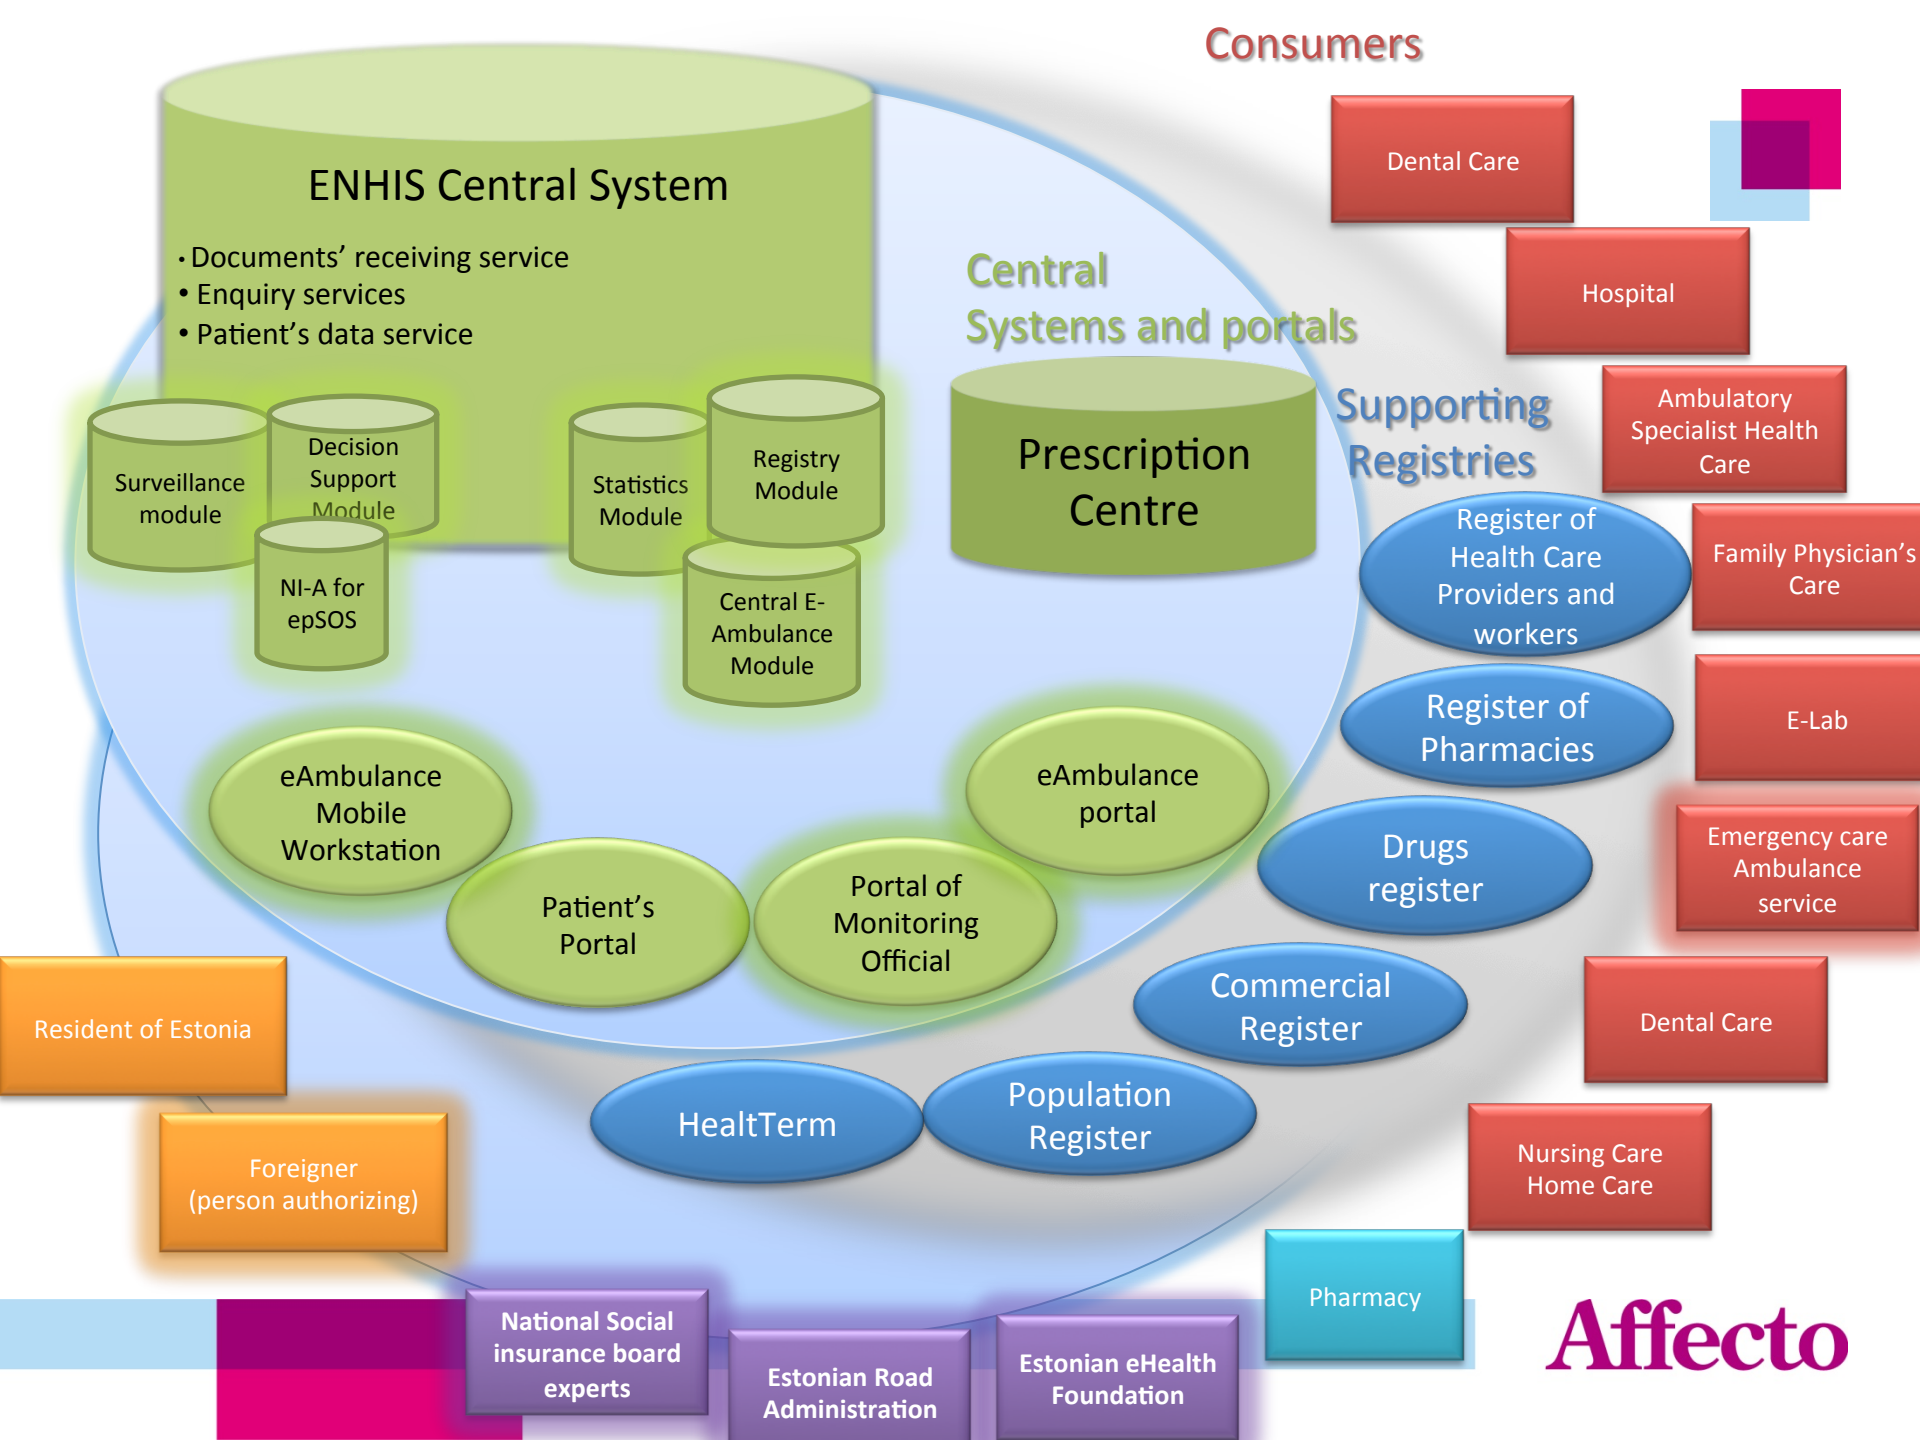 Consumers
ENHIS Central System
• Documents' receiving service
• Enquiry services
• Patient's data service
Central
Systems and portals
Supporting
Registries
Surveillance
module
Decision
Support
Module
NI-A for
epSOS
Statistics
Module
Registry
Module
Central E-
Ambulance
Module
Prescription
Centre
eAmbulance
Mobile
Workstation
Patient's
Portal
Portal of
Monitoring
Official
eAmbulance
portal
Register of
Health Care
Providers and
workers
Register of
Pharmacies
Drugs
register
Commercial
Register
Population
Register
HealtTerm
Dental Care
Hospital
Ambulatory
Specialist Health
Care
Family Physician's
Care
E-Lab
Emergency care
Ambulance
service
Dental Care
Nursing Care
Home Care
Pharmacy
Resident of Estonia
Foreigner
(person authorizing)
National Social
insurance board
experts
Estonian Road
Administration
Estonian eHealth
Foundation
Affecto